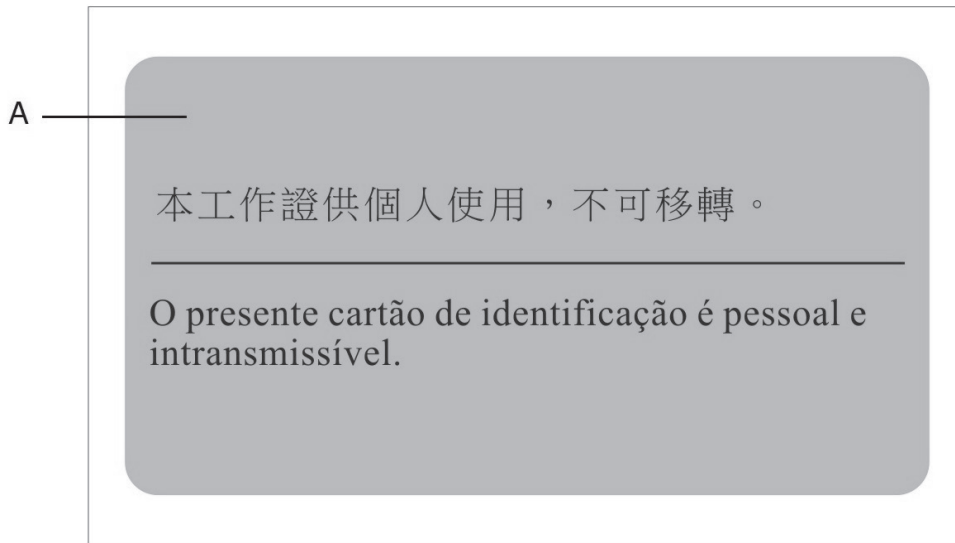 A
本工作證供個人使用，不可移轉。
O presente cartão de identificação é pessoal e
intransmissível.